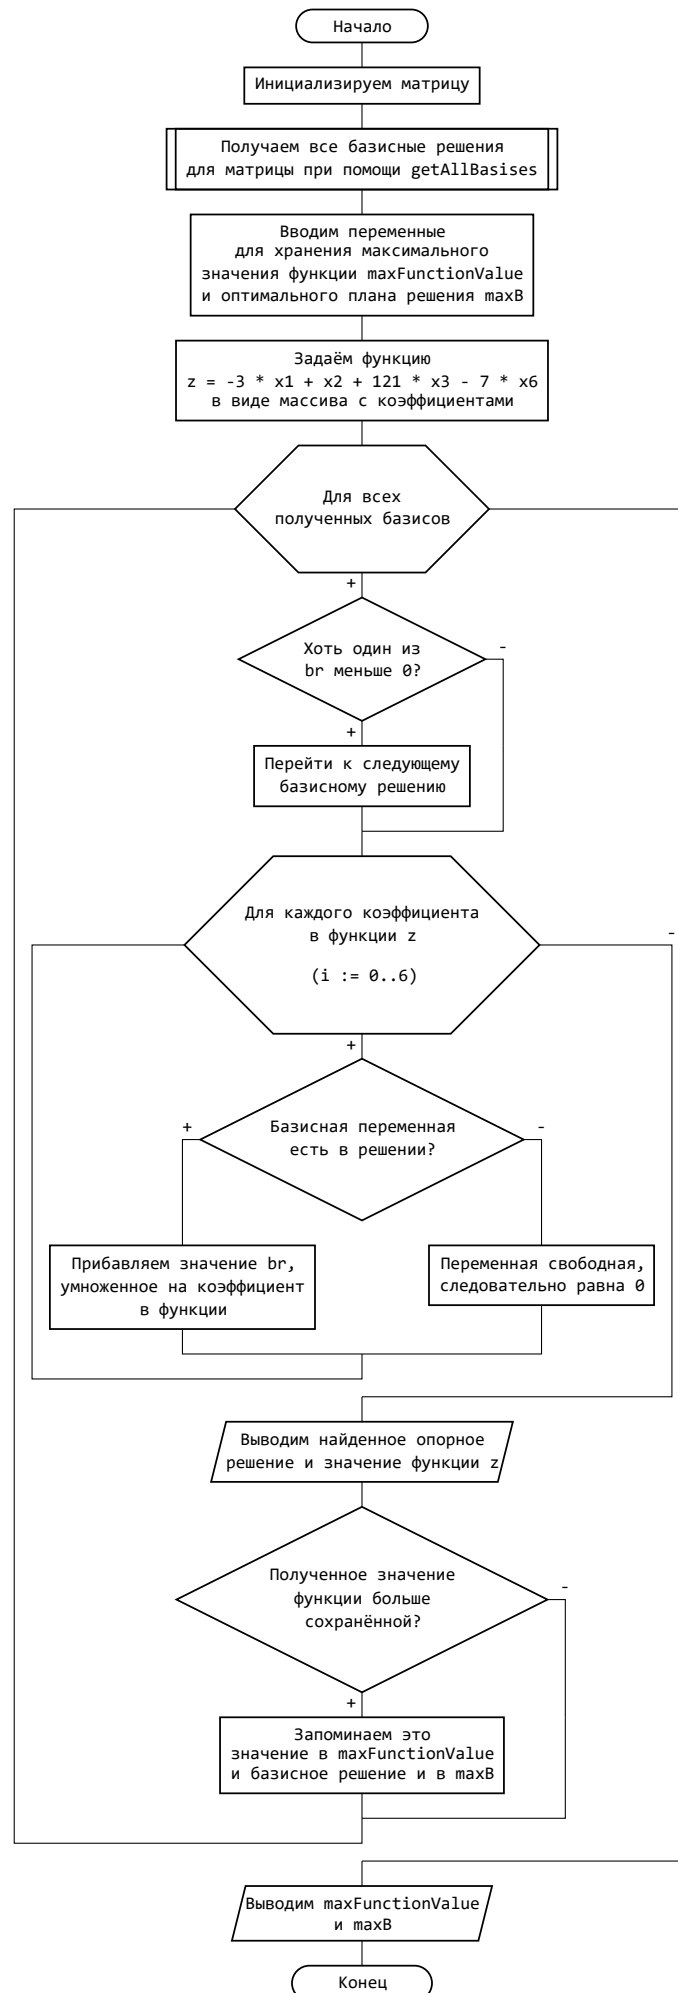 Начало
Инициализируем матрицу
Получаем все базисные решения
для матрицы при помощи getAllBasises
Вводим переменные
для хранения максимального
значения функции maxFunctionValue
и оптимального плана решения maxB
Задаём функцию
z = -3 * x1 + x2 + 121 * x3 - 7 * x6
в виде массива с коэффициентами
Для всех
полученных базисов
+
Хоть один из
br меньше 0?
-
+
Перейти к следующему
базисному решению
Для каждого коэффициента
в функции z
(i := 0..6)
-
+
Базисная переменная
есть в решении?
+
-
Прибавляем значение br,
умноженное на коэффициент
в функции
Переменная свободная,
следовательно равна 0
Выводим найденное опорное
решение и значение функции z
Полученное значение
функции больше
сохранённой?
-
+
Запоминаем это
значение в maxFunctionValue
и базисное решение и в maxB
Выводим maxFunctionValue
и maxB
Конец